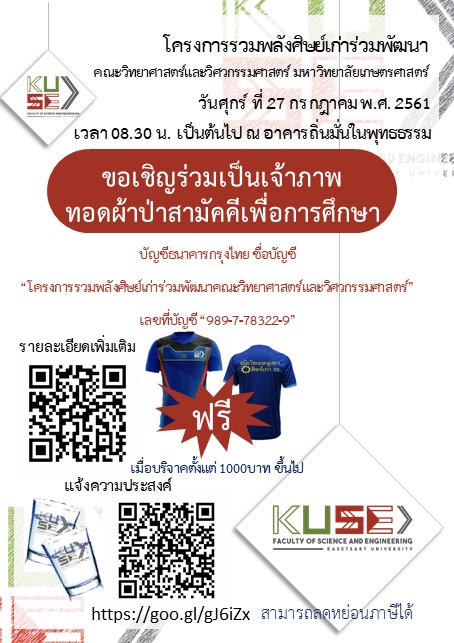 โครงการรวมพลังศิษย์เก่าร่วมพัฒนา
คณะวิทยาศาสตร์และวิศวกรรมศาสตร์ มหาวิทยาลัยเกษตรศาสตร์
วันศุกร์ ที่ 27 กรกฎาคม พ.ศ. 2561
เวลา 08.30 น. เป็นต้นไป ณ อาคารถิ่นมั่นในพุทธธรรม
KUSE
FACULTY OF SCIENCE AND ENGINEERING
ขอเชิญร่วมเป็นเจ้าภาพ
ทอดผ้าป่าสามัคคีเพื่อการศึกษา
บัญชีธนาคารกรุงไทย ชื่อบัญชี
“โครงการรวมพลังศิษย์เก่าร่วมพัฒนาคณะวิทยาศาสตร์และวิศวกรรมศาสตร์”
เลขที่บัญชี “989-7-78322-9”
รายละเอียดเพิ่มเติม
ฟรี
เมื่อบริจาคตั้งแต่ 1000บาท ขึ้นไป
แจ้งความประสงค์
KUSE
FACULTY OF SCIENCE AND ENGINEERING
KASETSART UNIVERSITY
https://goo.gl/gJ6iZx สามารถลดหย่อนภาษีได้